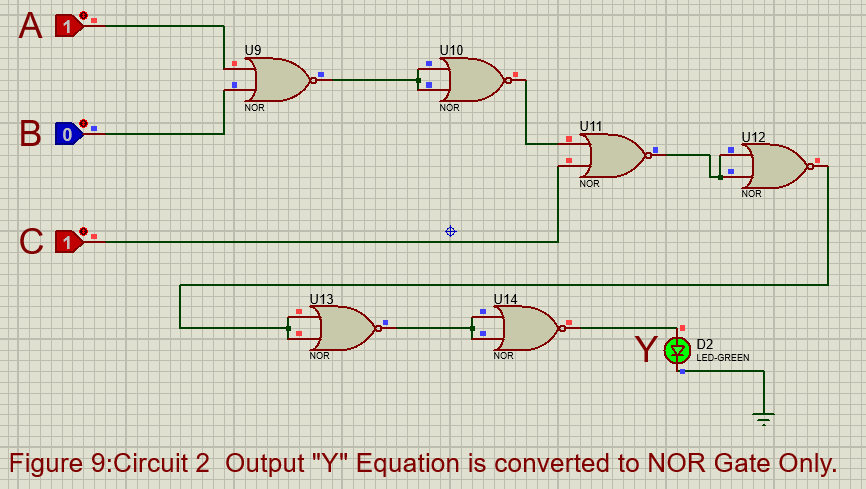 A 1
U9
NOR
U10
NOR
B 0
U11
NOR
U12
NOR
C 1
U13
NOR
U14
NOR
Y
D2
LED-GREEN
Figure 9:Circuit 2 Output "Y" Equation is converted to NOR Gate Only.